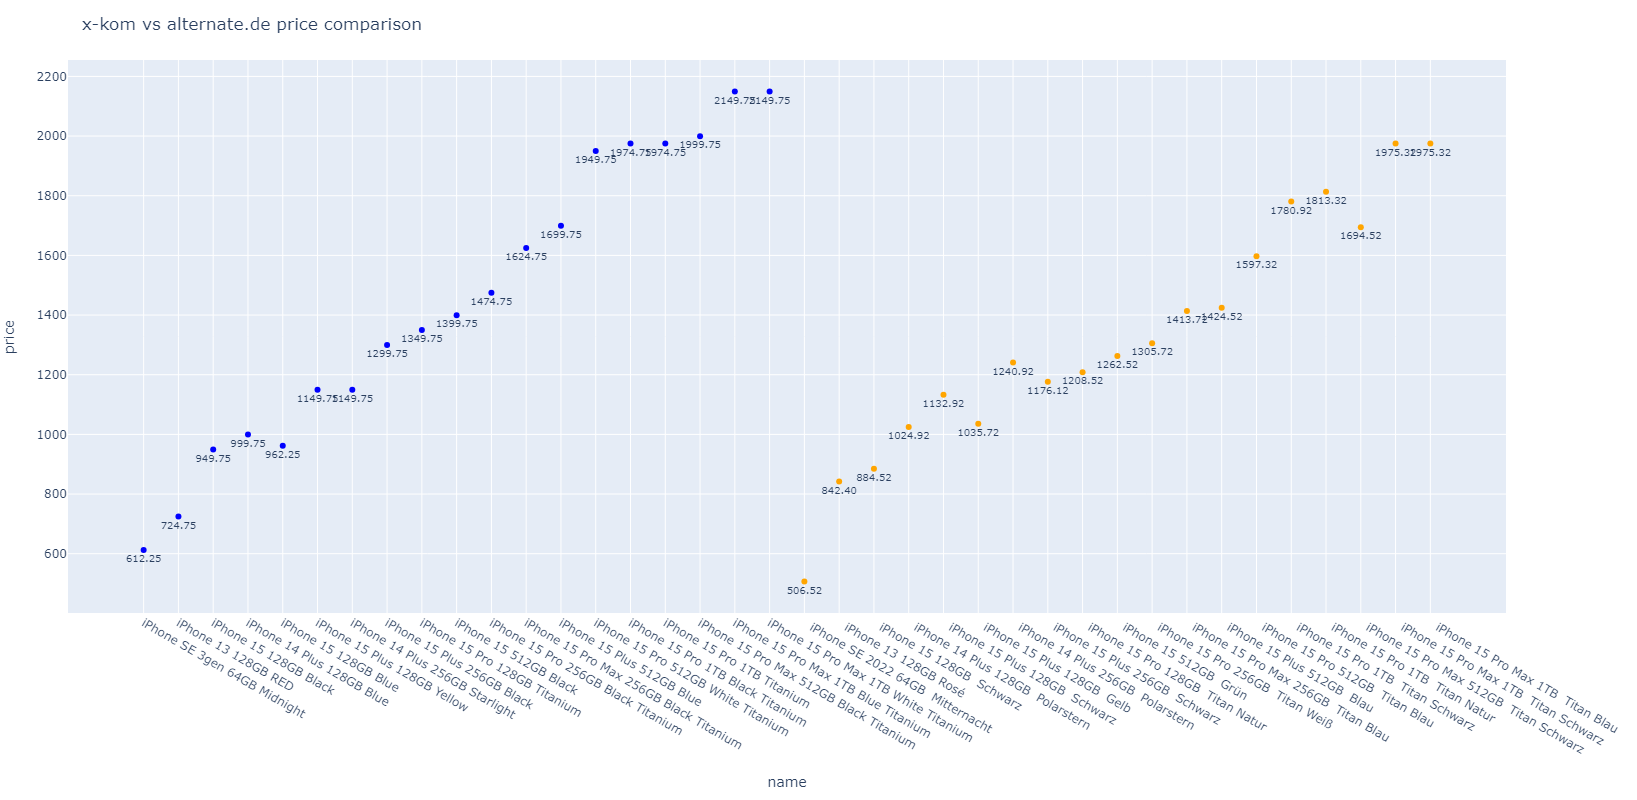 x-kom vs alternate.de price comparison
price
2200
2000
1800
1600
1400
1200
1000
800
600
612.25
724.75
949.75
999.75
962.25
1149.75
1149.75
1299.75
1349.75
1399.75
1474.75
1624.75
1699.75
1949.75
1974.75
1974.75
1999.75
2149.75
2149.75
506.52
842.40
884.52
1024.92
1132.92
1035.72
1240.92
1176.12
1208.52
1262.52
1305.72
1413.72
1424.52
1597.32
1780.92
1813.32
1694.52
1975.32
1975.32
iPhone SE 3gen 64GB Midnight
iPhone 13 128GB RED
iPhone 15 128GB Black
iPhone 14 Plus 128GB Blue
iPhone 15 128GB Blue
iPhone 15 Plus 128GB Yellow
iPhone 14 Plus 256GB Starlight
iPhone 15 Plus 256GB Black
iPhone 15 Pro 128GB Titanium
iPhone 15 512GB Black
iPhone 15 Pro 256GB Black Titanium
iPhone 15 Pro Max 256GB Black Titanium
iPhone 15 Plus 512GB Blue
iPhone 15 Pro 512GB White Titanium
iPhone 15 Pro 1TB Black Titanium
iPhone 15 Pro 1TB Titanium
iPhone 15 Pro Max 512GB Black Titanium
iPhone 15 Pro Max 1TB Blue Titanium
iPhone 15 Pro Max 1TB White Titanium
iPhone SE 2022 64GB Mitternacht
iPhone 13 128GB Rosé
iPhone 15 128GB Schwarz
iPhone 14 Plus 128GB Polarstern
iPhone 15 Plus 128GB Schwarz
iPhone 15 Plus 128GB Gelb
iPhone 14 Plus 256GB Polarstern
iPhone 15 Plus 256GB Schwarz
iPhone 15 Pro 128GB Titan Natur
iPhone 15 512GB Grün
iPhone 15 Pro 256GB Titan Weiß
iPhone 15 Pro Max 256GB Titan Blau
iPhone 15 Plus 512GB Blau
iPhone 15 Pro 512GB Titan Blau
iPhone 15 Pro 1TB Titan Schwarz
iPhone 15 Pro 1TB Titan Natur
iPhone 15 Pro Max 512GB Titan Schwarz
iPhone 15 Pro Max 1TB Titan Schwarz
iPhone 15 Pro Max 1TB Titan Blau
name